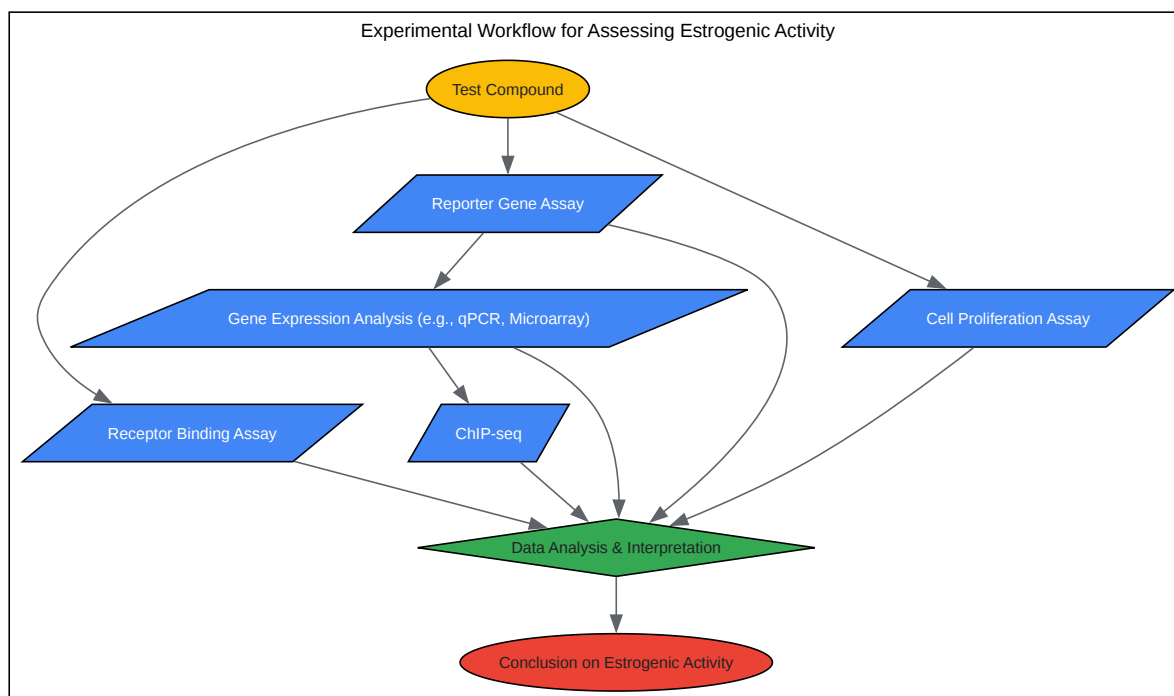 Experimental Workflow for Assessing Estrogenic Activity
Test Compound
Reporter Gene Assay
Gene Expression Analysis (e.g., qPCR, Microarray)
Cell Proliferation Assay
Receptor Binding Assay
ChIP-seq
Data Analysis & Interpretation
Conclusion on Estrogenic Activity